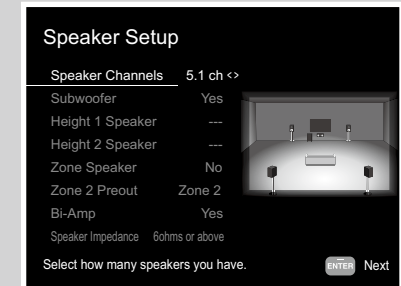 Speaker Setup
Speaker Channels 5.1 ch <>
Subwoofer Yes
Height 1 Speaker ---
Height 2 Speaker ---
Zone Speaker No
Zone 2 Preout Zone 2
Bi-Amp Yes
Speaker Impedance 6ohms or above
Select how many speakers you have.
ENTER Next